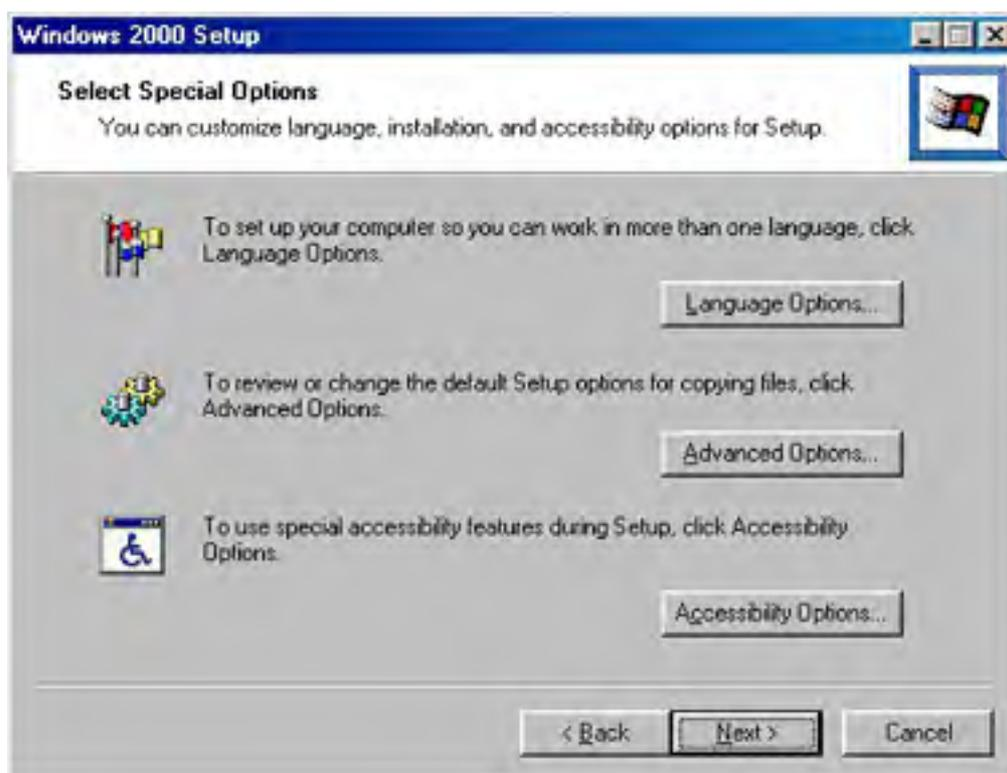 Windows 2000 Setup
Select Special Options
You can customize language, installation, and accessibility options for Setup.
To set up your computer so you can work in more than one language, click
Language Options.
Language Options...
To review or change the default Setup options for copying files, click
Advanced Options.
Advanced Options...
To use special accessibility features during Setup, click Accessibility
Options.
Accessibility Options...
< Back
Next >
Cancel